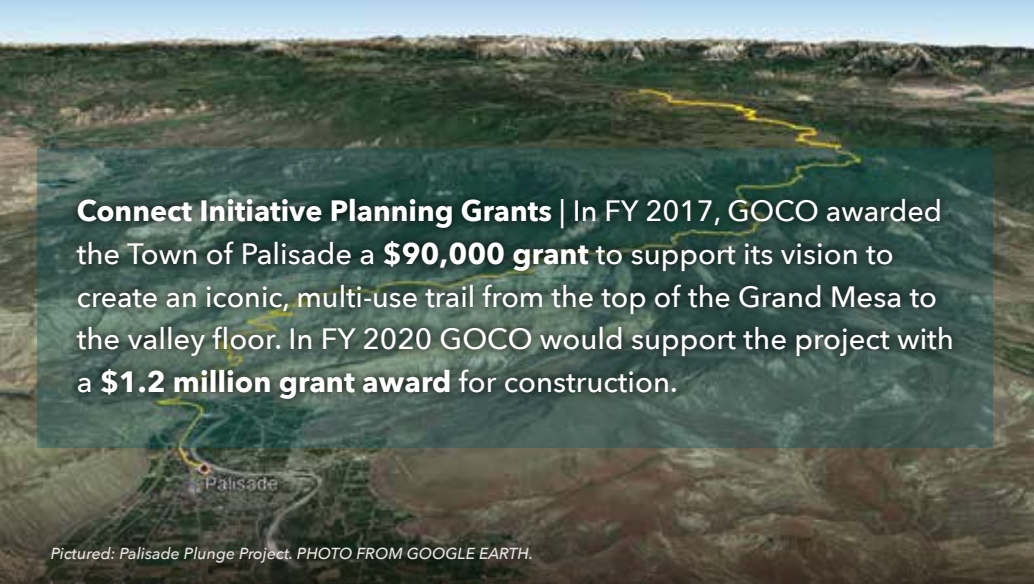 Connect Initiative Planning Grants | In FY 2017, GOCO awarded
the Town of Palisade a $90,000 grant to support its vision to
create an iconic, multi-use trail from the top of the Grand Mesa to
the valley floor. In FY 2020 GOCO would support the project with
a $1.2 million grant award for construction.
Palisade
Pictured: Palisade Plunge Project. PHOTO FROM GOOGLE EARTH.